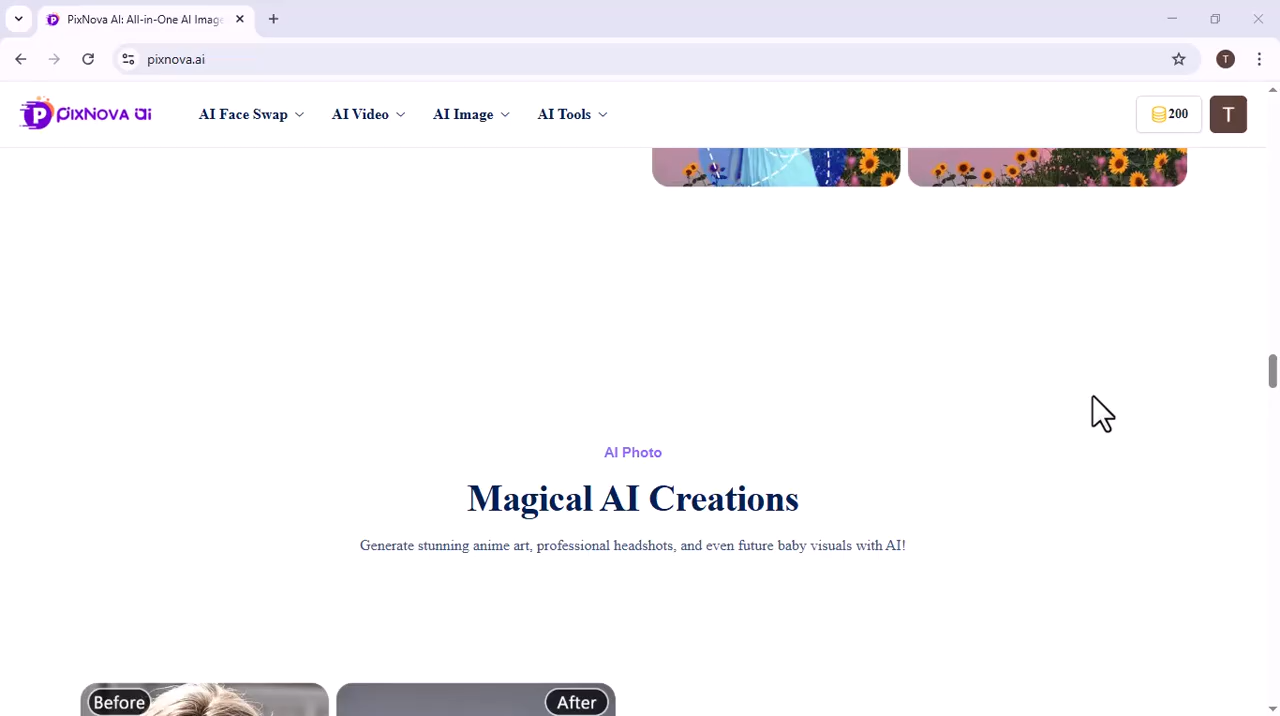 PixNova AI: All-in-One AI Image
pixnova.ai
PixNova ai
AI Face Swap
AI Video
AI Image
AI Tools
200
T
T
AI Photo
Magical AI Creations
Generate stunning anime art, professional headshots, and even future baby visuals with AI!
Before
After